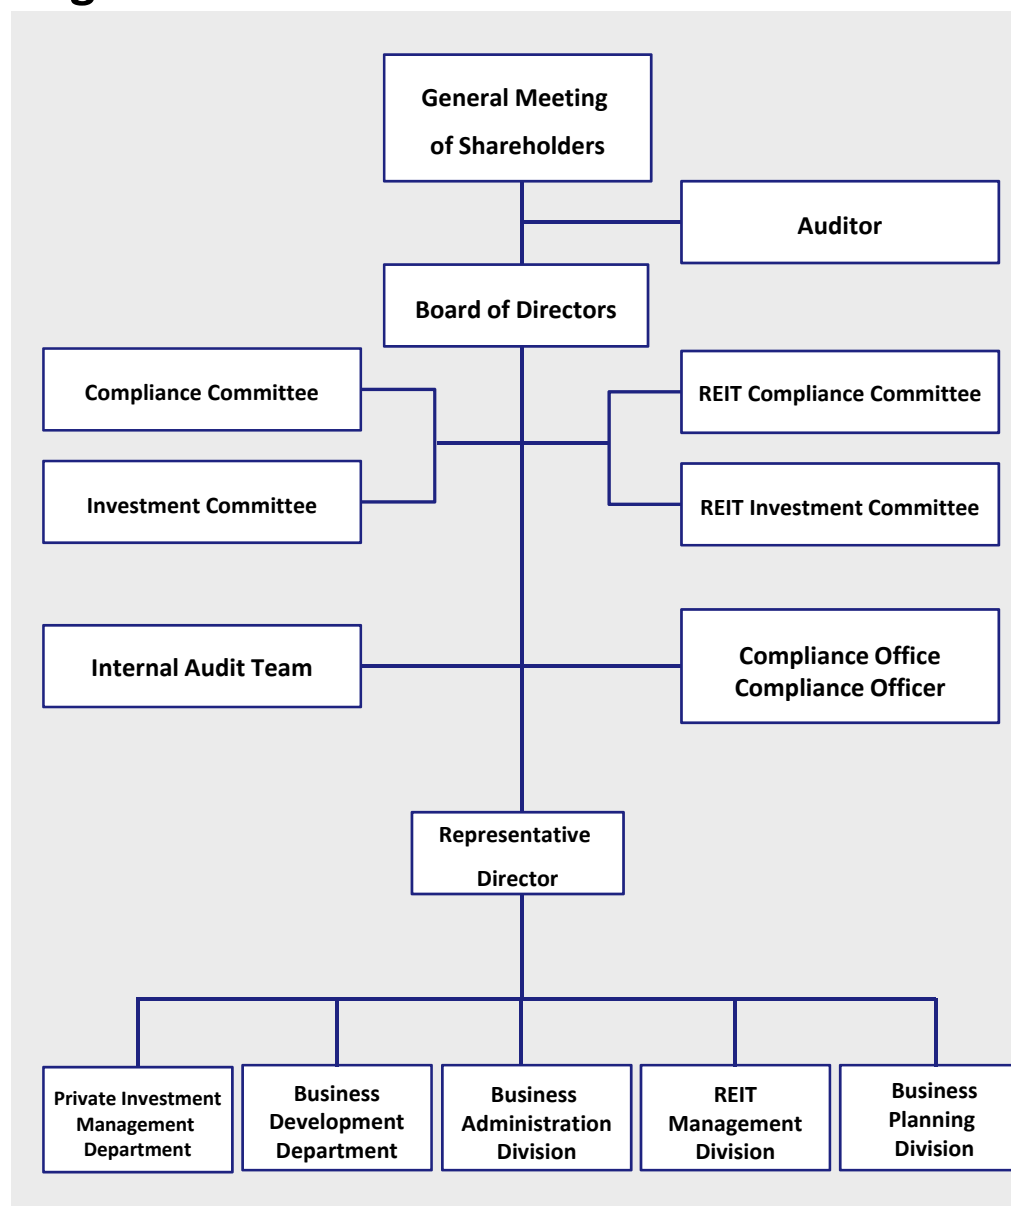 General Meeting
of Shareholders
Auditor
Board of Directors
Compliance Committee
REIT Compliance Committee
Investment Committee
REIT Investment Committee
Internal Audit Team
Compliance Office
Compliance Officer
Representative
Director
Private Investment
Management
Department
Business
Development
Department
Business
Administration
Division
REIT
Management
Division
Business
Planning
Division